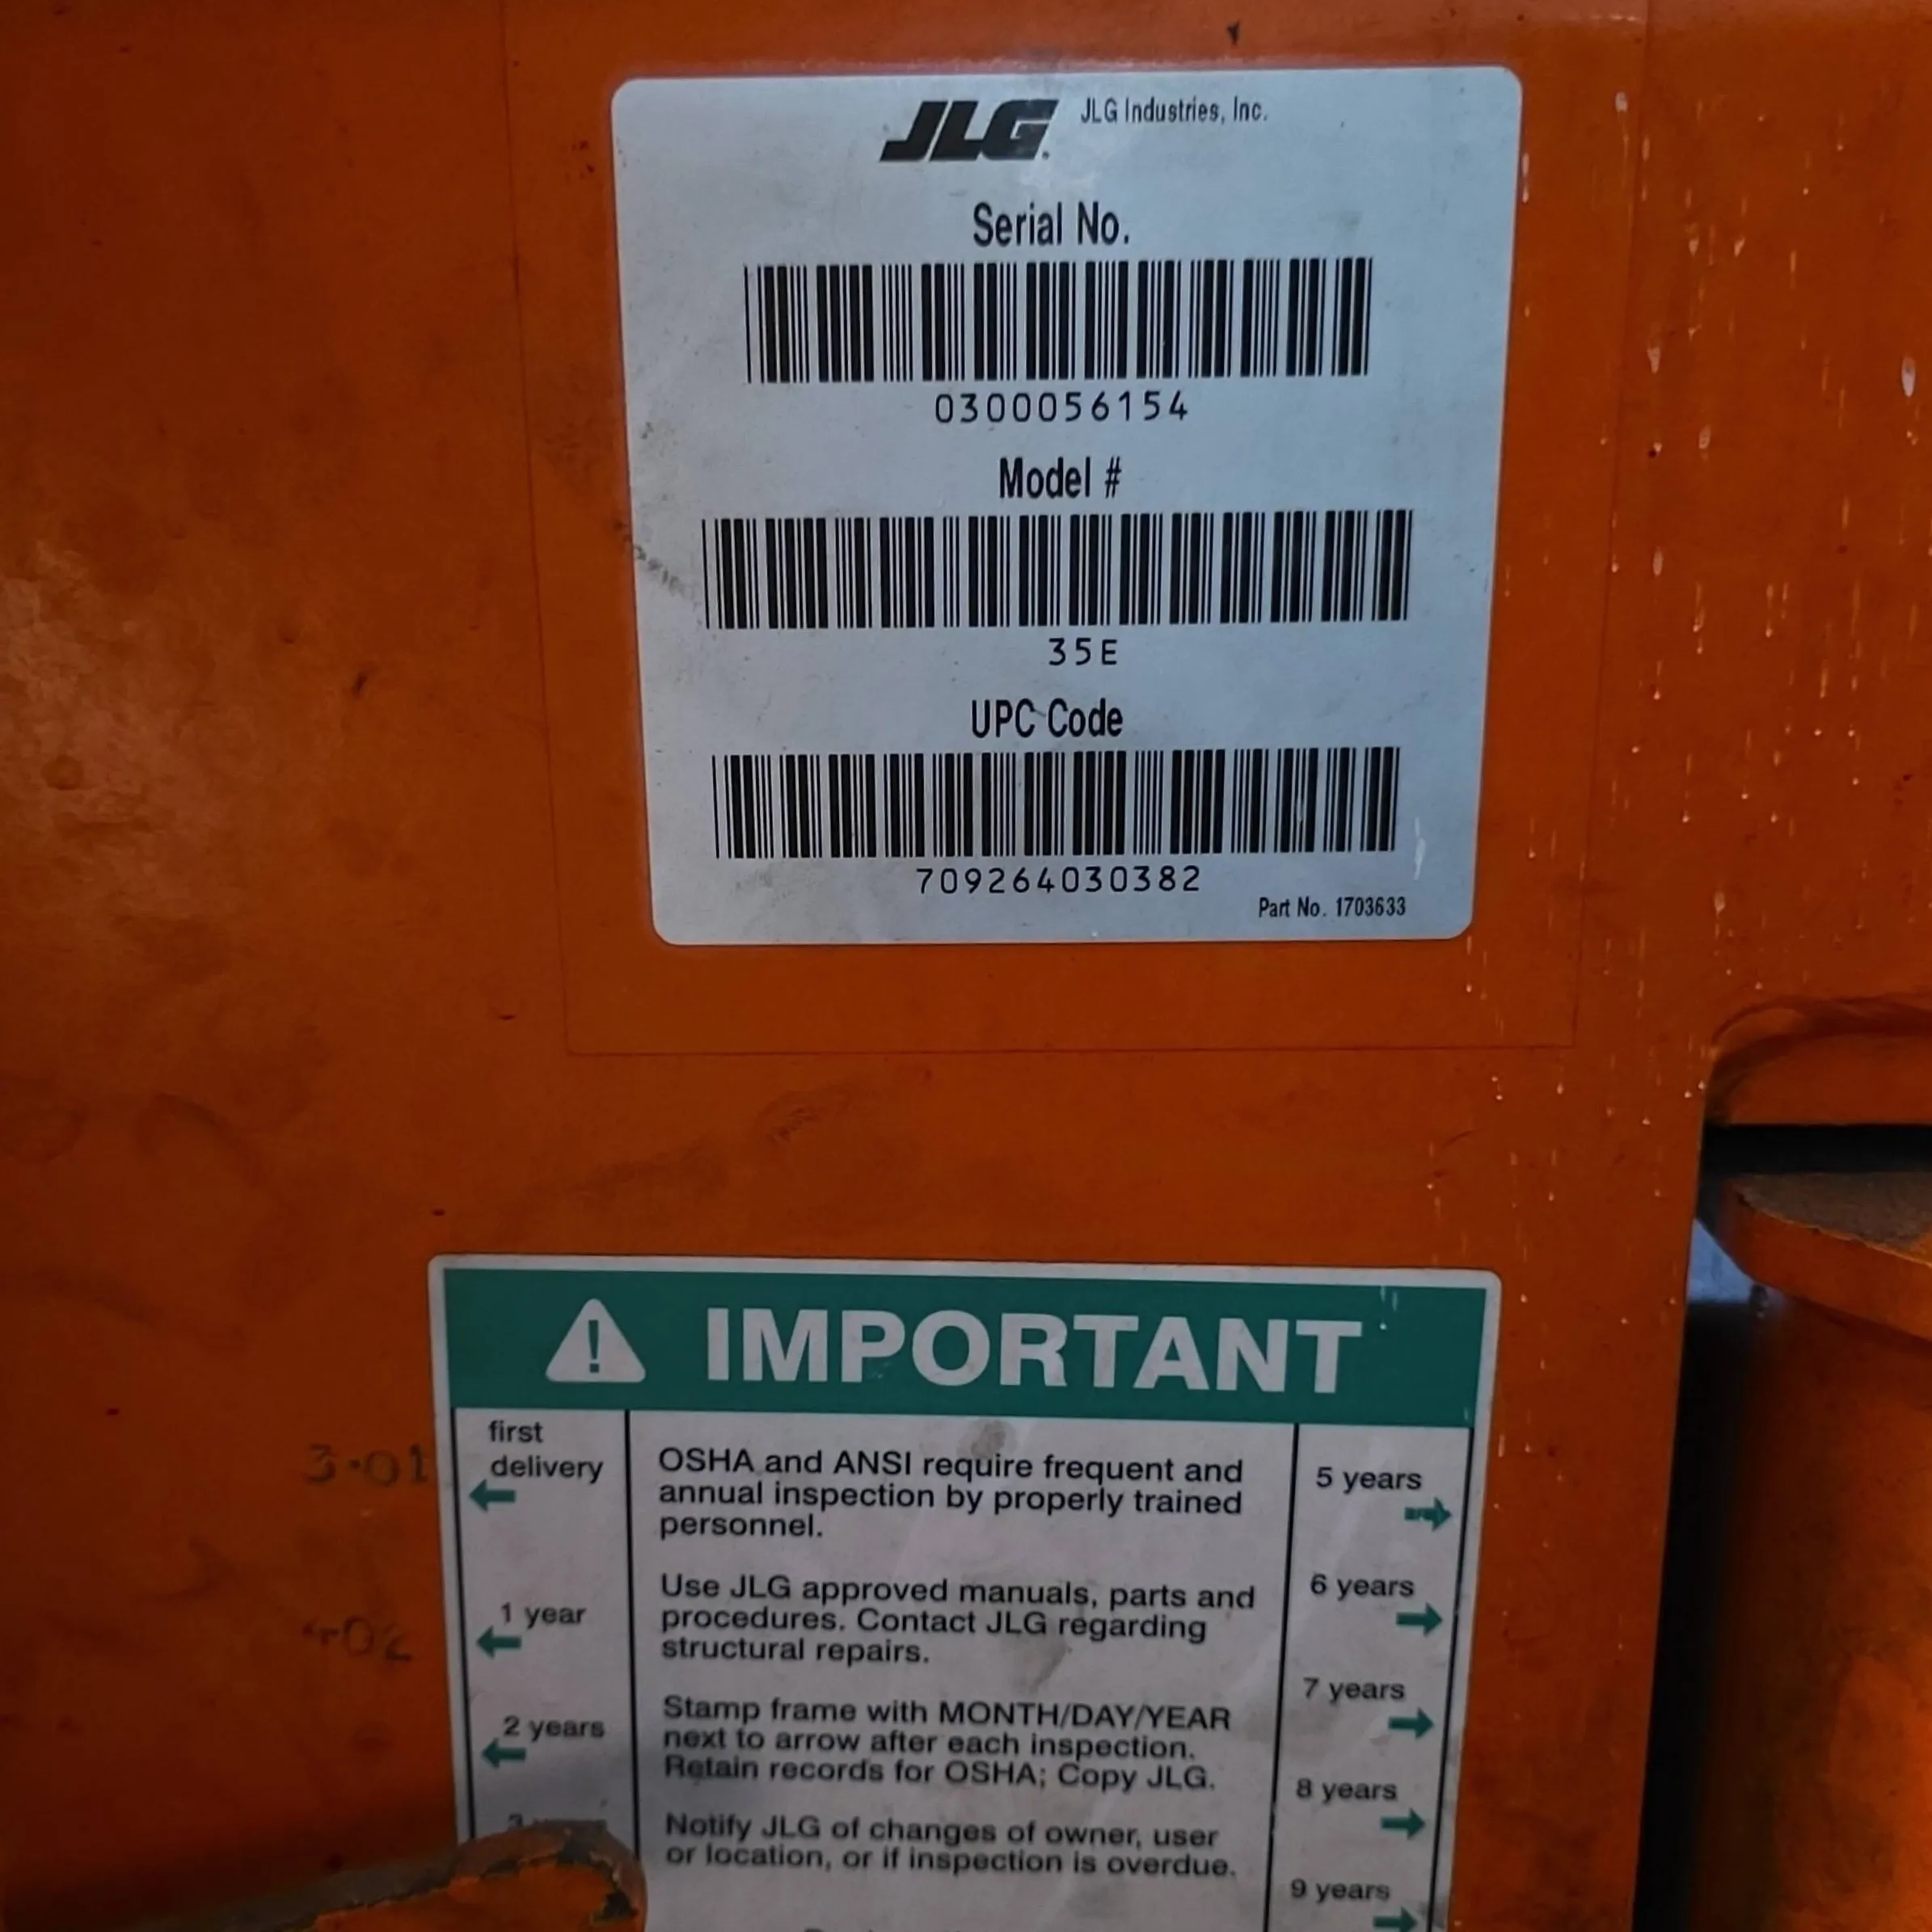 JLG JLG Industries, Inc.
Serial No.
0300056154
Model #
35E
UPC Code
709264030382
Part No. 1703633
! IMPORTANT
first
delivery
3-01
1 year
02
2 years
OSHA and ANSI require frequent and
annual inspection by properly trained
personnel.
Use JLG approved manuals, parts and
procedures. Contact JLG regarding
structural repairs.
Stamp frame with MONTH/DAY/YEAR
next to arrow after each inspection.
Retain records for OSHA; Copy JLG.
Notify JLG of changes of owner, user
or location, or if inspection is overdue.
5 years
6 years
7 years
8 years
9 years